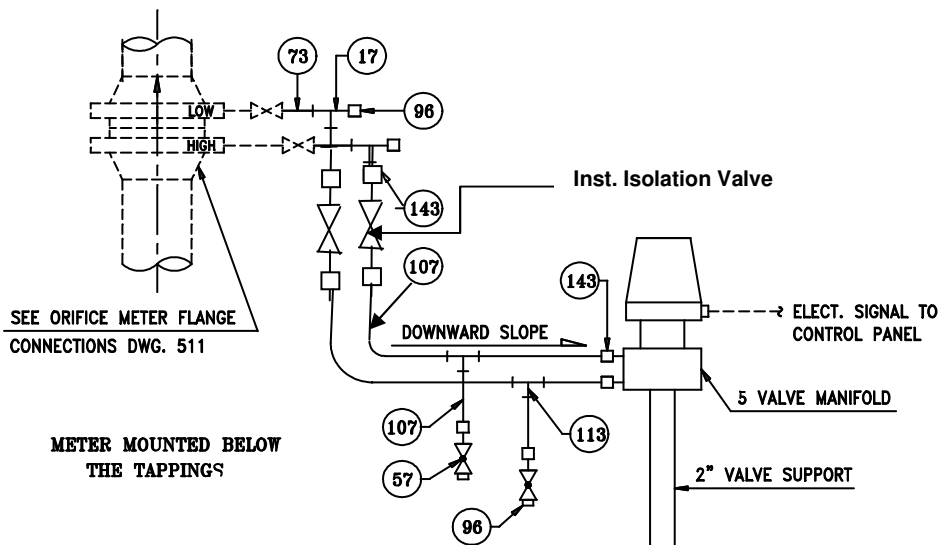 73
17
96
LOW
HIGH
143
Inst. Isolation Valve
107
143
SEE ORIFICE METER FLANGE
CONNECTIONS DWG. 511
DOWNWARD SLOPE
ELECT. SIGNAL TO
CONTROL PANEL
5 VALVE MANIFOLD
107
113
METER MOUNTED BELOW
THE TAPPINGS
57
96
2" VALVE SUPPORT